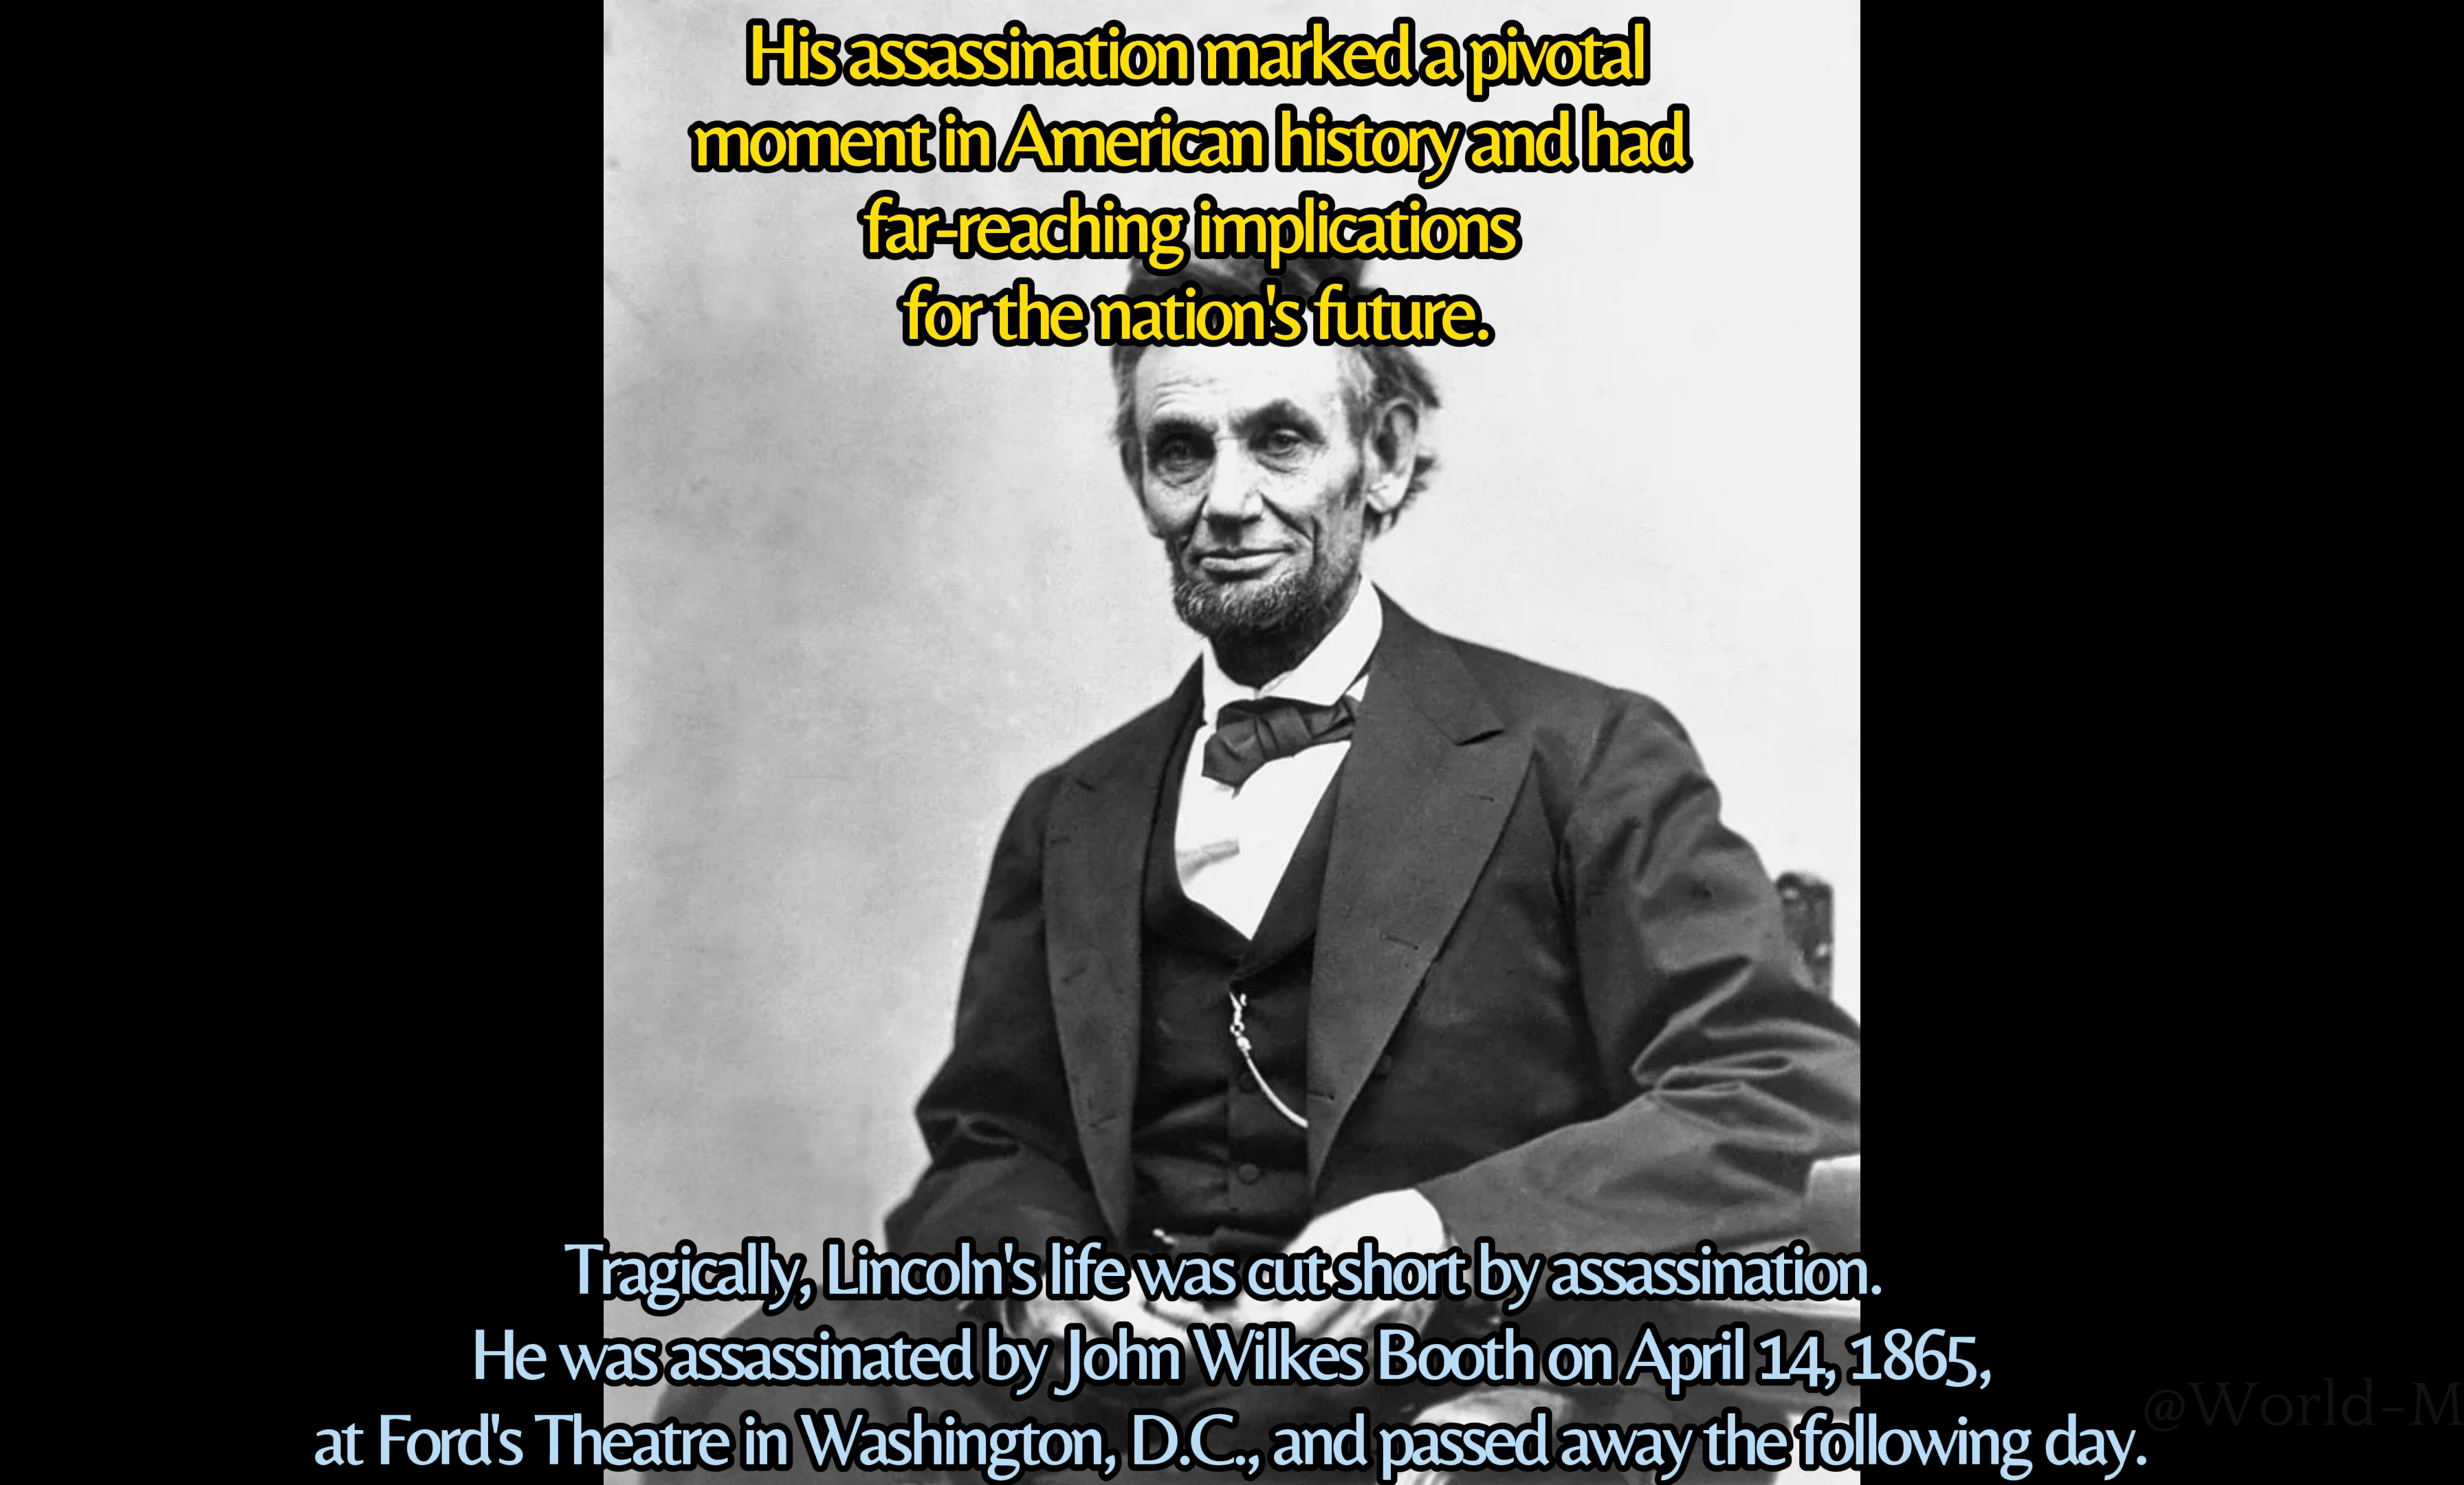 His assassination marked a pivotal
moment in American history and had
far-reaching implications
for the nation's future.
Tragically, Lincoln's life was cut short by assassination.
He was assassinated by John Wilkes Booth on April 14, 1865,
at Ford's Theatre in Washington, D.C., and passed away the following day.
@World-M